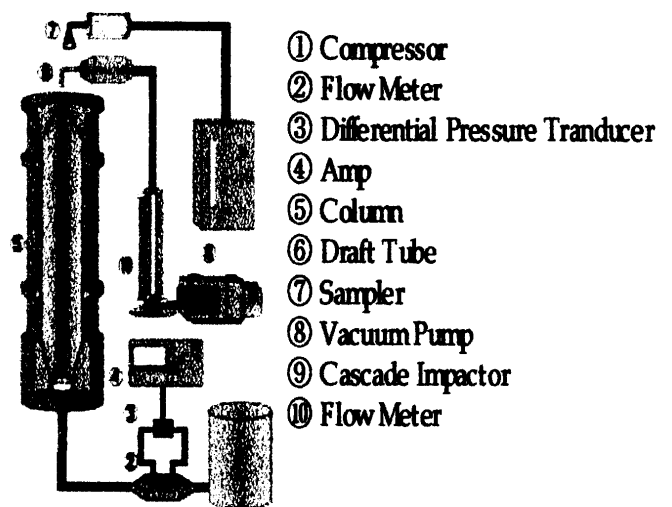 ① Compressor
② Flow Meter
③ Differential Pressure Tranducer
④ Amp
⑤ Column
⑥ Draft Tube
⑦ Sampler
⑧ Vacuum Pump
⑨ Cascade Impactor
⑩ Flow Meter